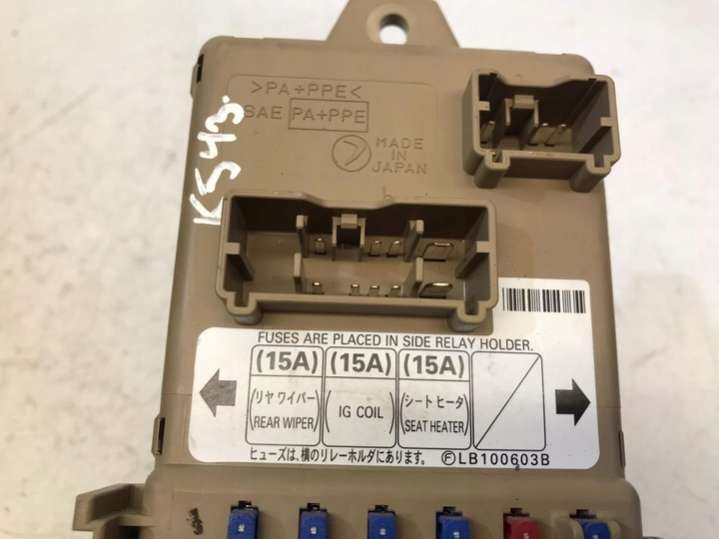 >PA+PPE<
SAE PA+PPE
MADE
IN
JAPAN
K543.
FUSES ARE PLACED IN SIDE RELAY HOLDER.
(15A) (15A) (15A)
(リヤ ワイパー) (シート ヒータ)
(REAR WIPER) (IG COIL) (SEAT HEATER)
ヒューズは、横のリレーホルダにあります。 Ⓕ LB100603B